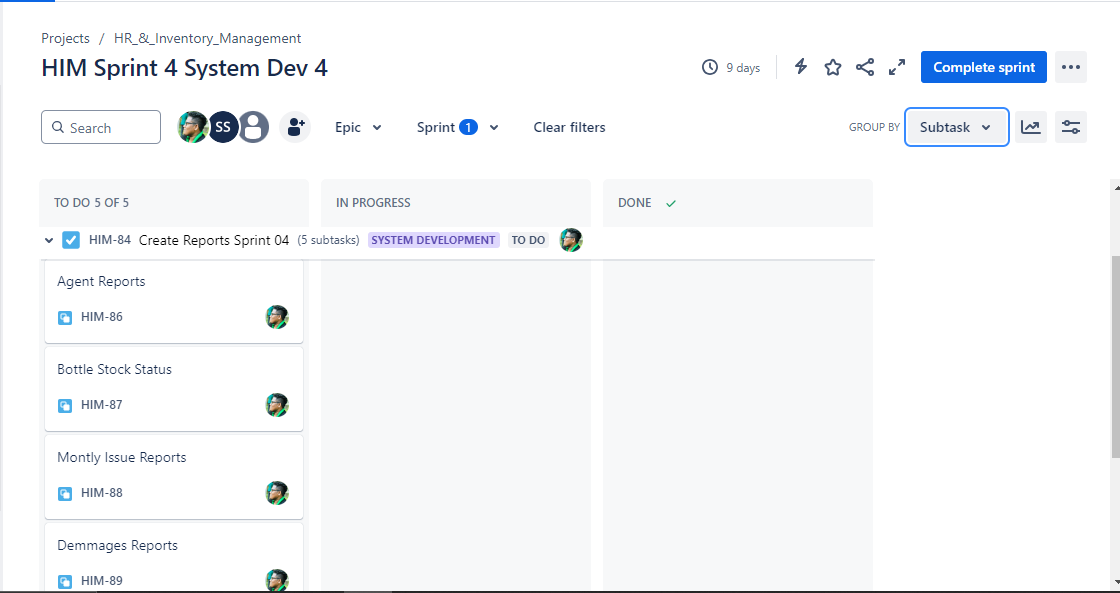 Projects / HR_&_Inventory_Management
HIM Sprint 4 System Dev 4
9 days
Complete sprint
Search
SS
Epic
Sprint 1
Clear filters
GROUP BY
Subtask
TO DO 5 OF 5
IN PROGRESS
DONE
HIM-84 Create Reports Sprint 04 (5 subtasks) SYSTEM DEVELOPMENT TO DO
Agent Reports
HIM-86
Bottle Stock Status
HIM-87
Montly Issue Reports
HIM-88
Demmages Reports
HIM-89